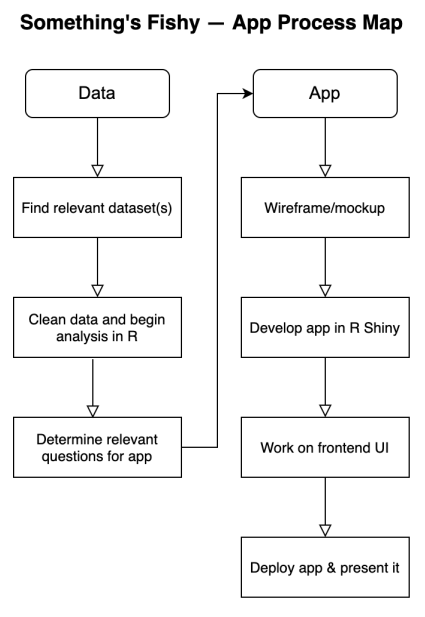 Something's Fishy — App Process Map
Data
Find relevant dataset(s)
Clean data and begin
analysis in R
Determine relevant
questions for app
App
Wireframe/mockup
Develop app in R Shiny
Work on frontend UI
Deploy app & present it